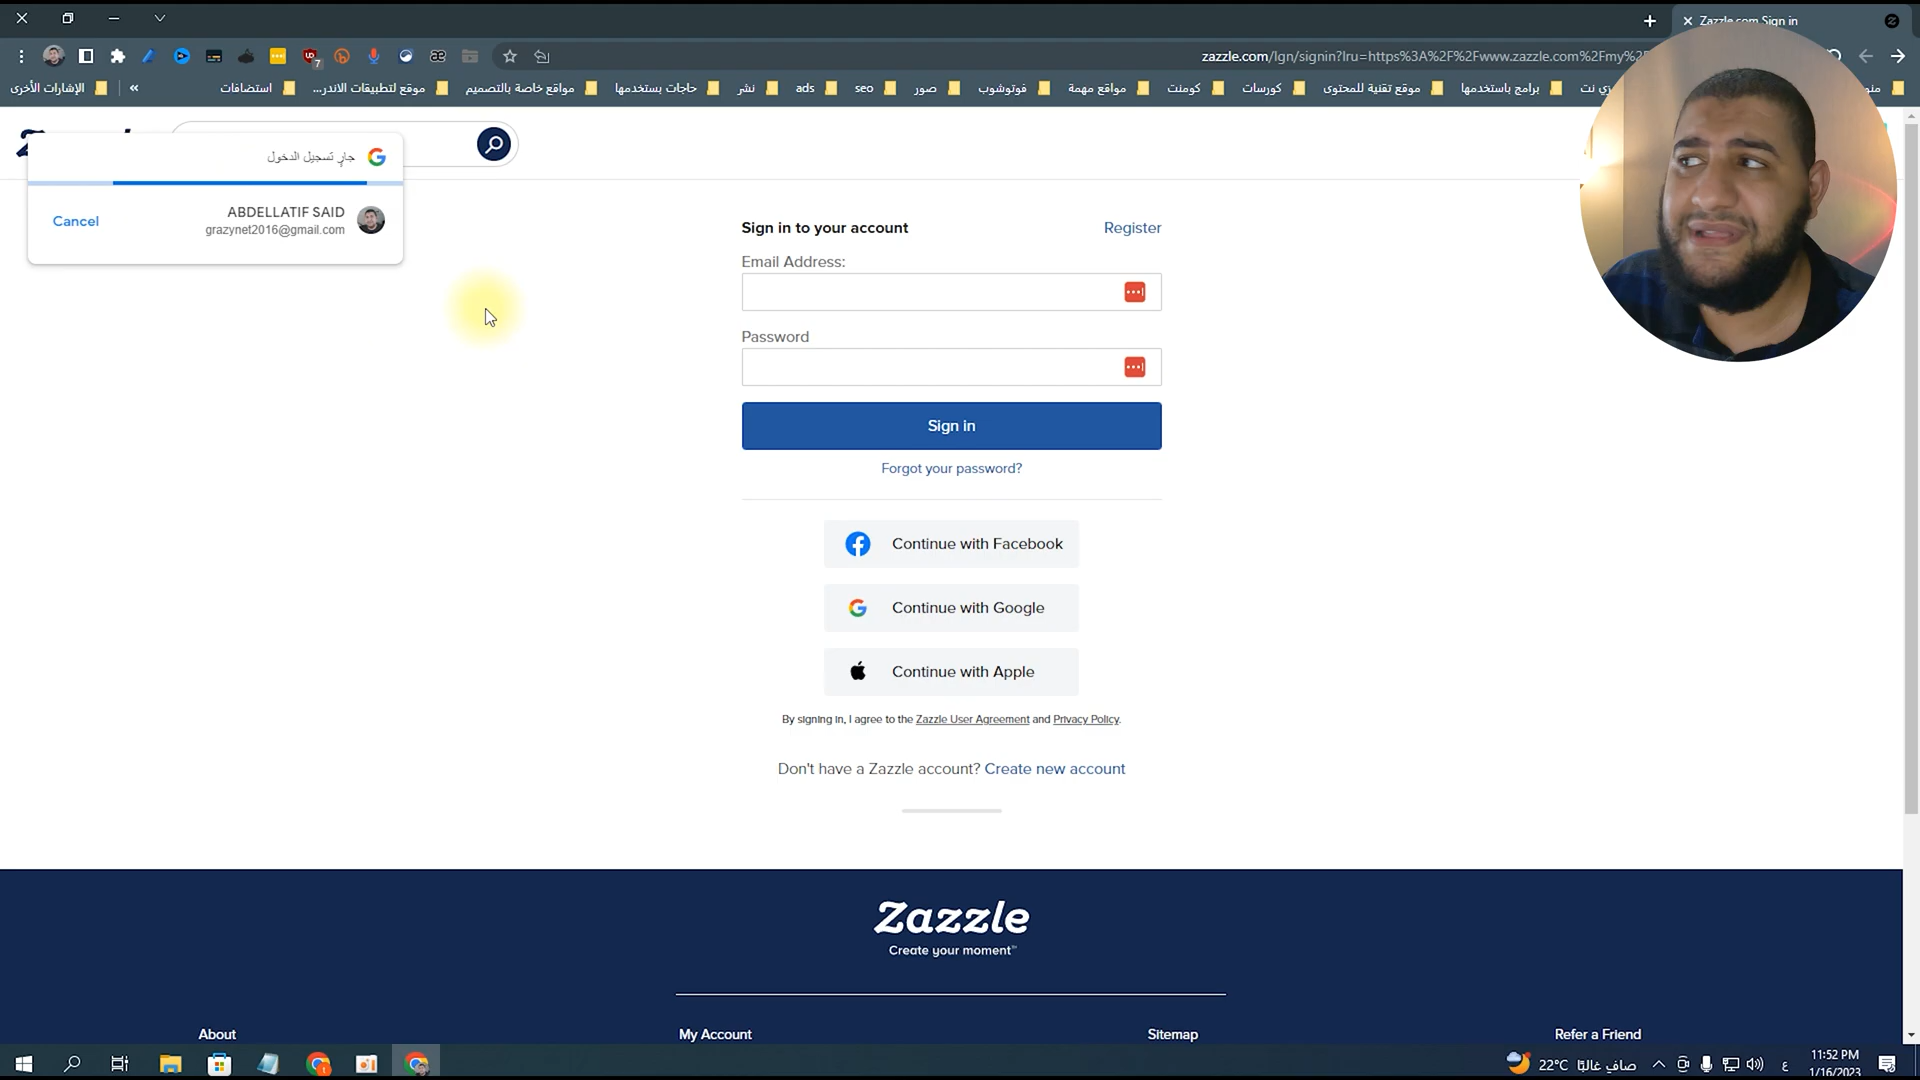 Zazzle.com Sign in
zazzle.com/lgn/signin?lru=https%3A%2F%2Fwww.zazzle.com%2Fmy%2F
برامج باستخدمها
موقع تقنية للمحتوى
كورسات
كومنت
مواقع مهمة
فوتوشوب
صور
seo
ads
نشر
حاجات بستخدمها
مواقع خاصة بالتصميم
موقع لتطبيقات الاندر...
استضافات
»
الإشارات الأخرى
جارٍ تسجيل الدخول
ABDELLATIF SAID
grazynet2016@gmail.com
Cancel
Sign in to your account
Register
Email Address:
Password
Sign in
Forgot your password?
Continue with Facebook
Continue with Google
Continue with Apple
By signing in, I agree to the Zazzle User Agreement and Privacy Policy.
Don't have a Zazzle account? Create new account
Zazzle
Create your moment™
About
My Account
Sitemap
Refer a Friend
22°C صافٍ غالبًا
ع
11:52 PM
1/16/2023